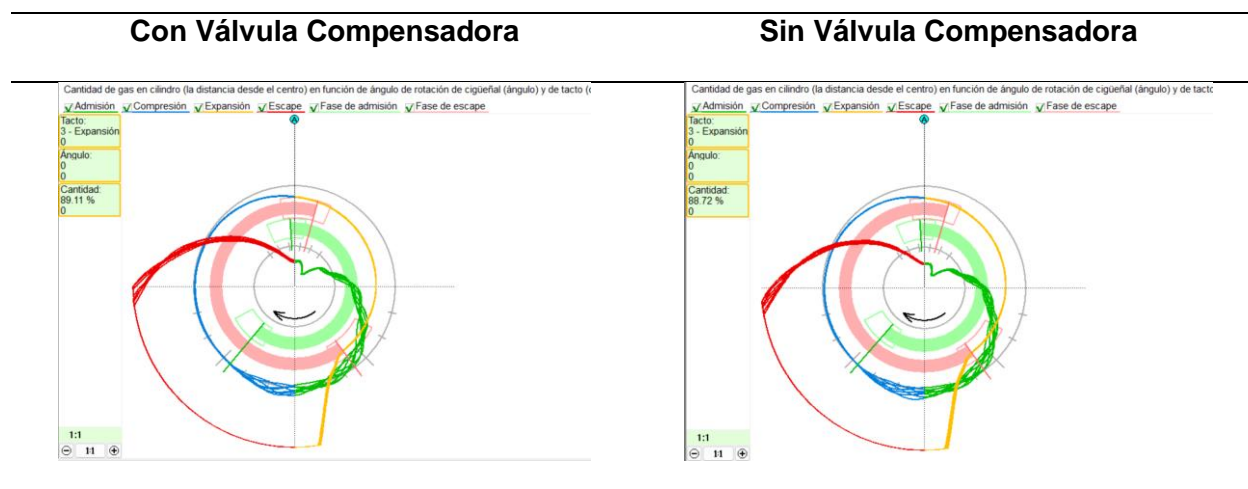 Con Válvula Compensadora
Sin Válvula Compensadora
Cantidad de gas en cilindro (la distancia desde el centro) en función de ángulo de rotación de cigüeñal (ángulo) y de tacto (
Admisión Compresión Expansión Escape Fase de admisión Fase de escape
Tacto:
3 - Expansión
0
Ángulo:
0
0
Cantidad:
89.11 %
0
A
1:1
1:1
Cantidad de gas en cilindro (la distancia desde el centro) en función de ángulo de rotación de cigüeñal (ángulo) y de tacto
Admisión Compresión Expansión Escape Fase de admisión Fase de escape
Tacto:
3 - Expansión
0
Ángulo:
0
0
Cantidad:
88.72 %
0
A
1:1
1:1